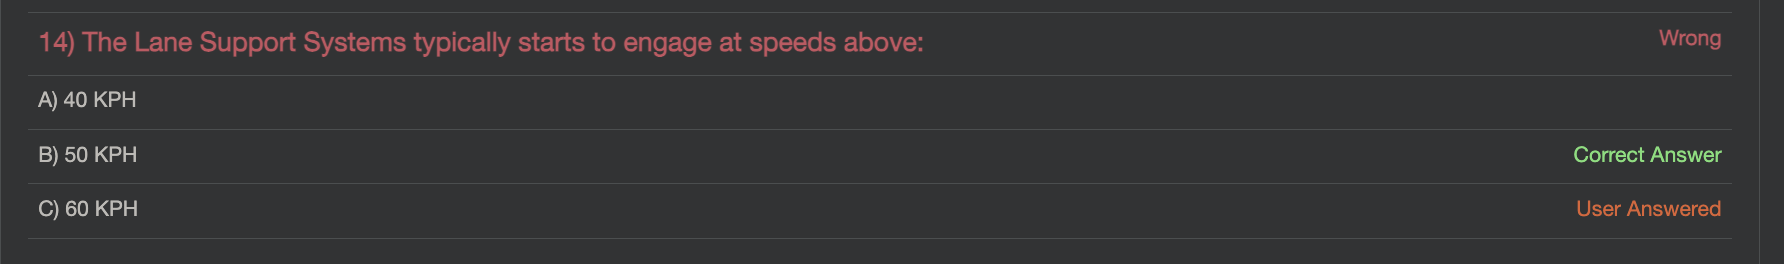 14) The Lane Support Systems typically starts to engage at speeds above:
Wrong
A) 40 KPH
B) 50 KPH
Correct Answer
C) 60 KPH
User Answered